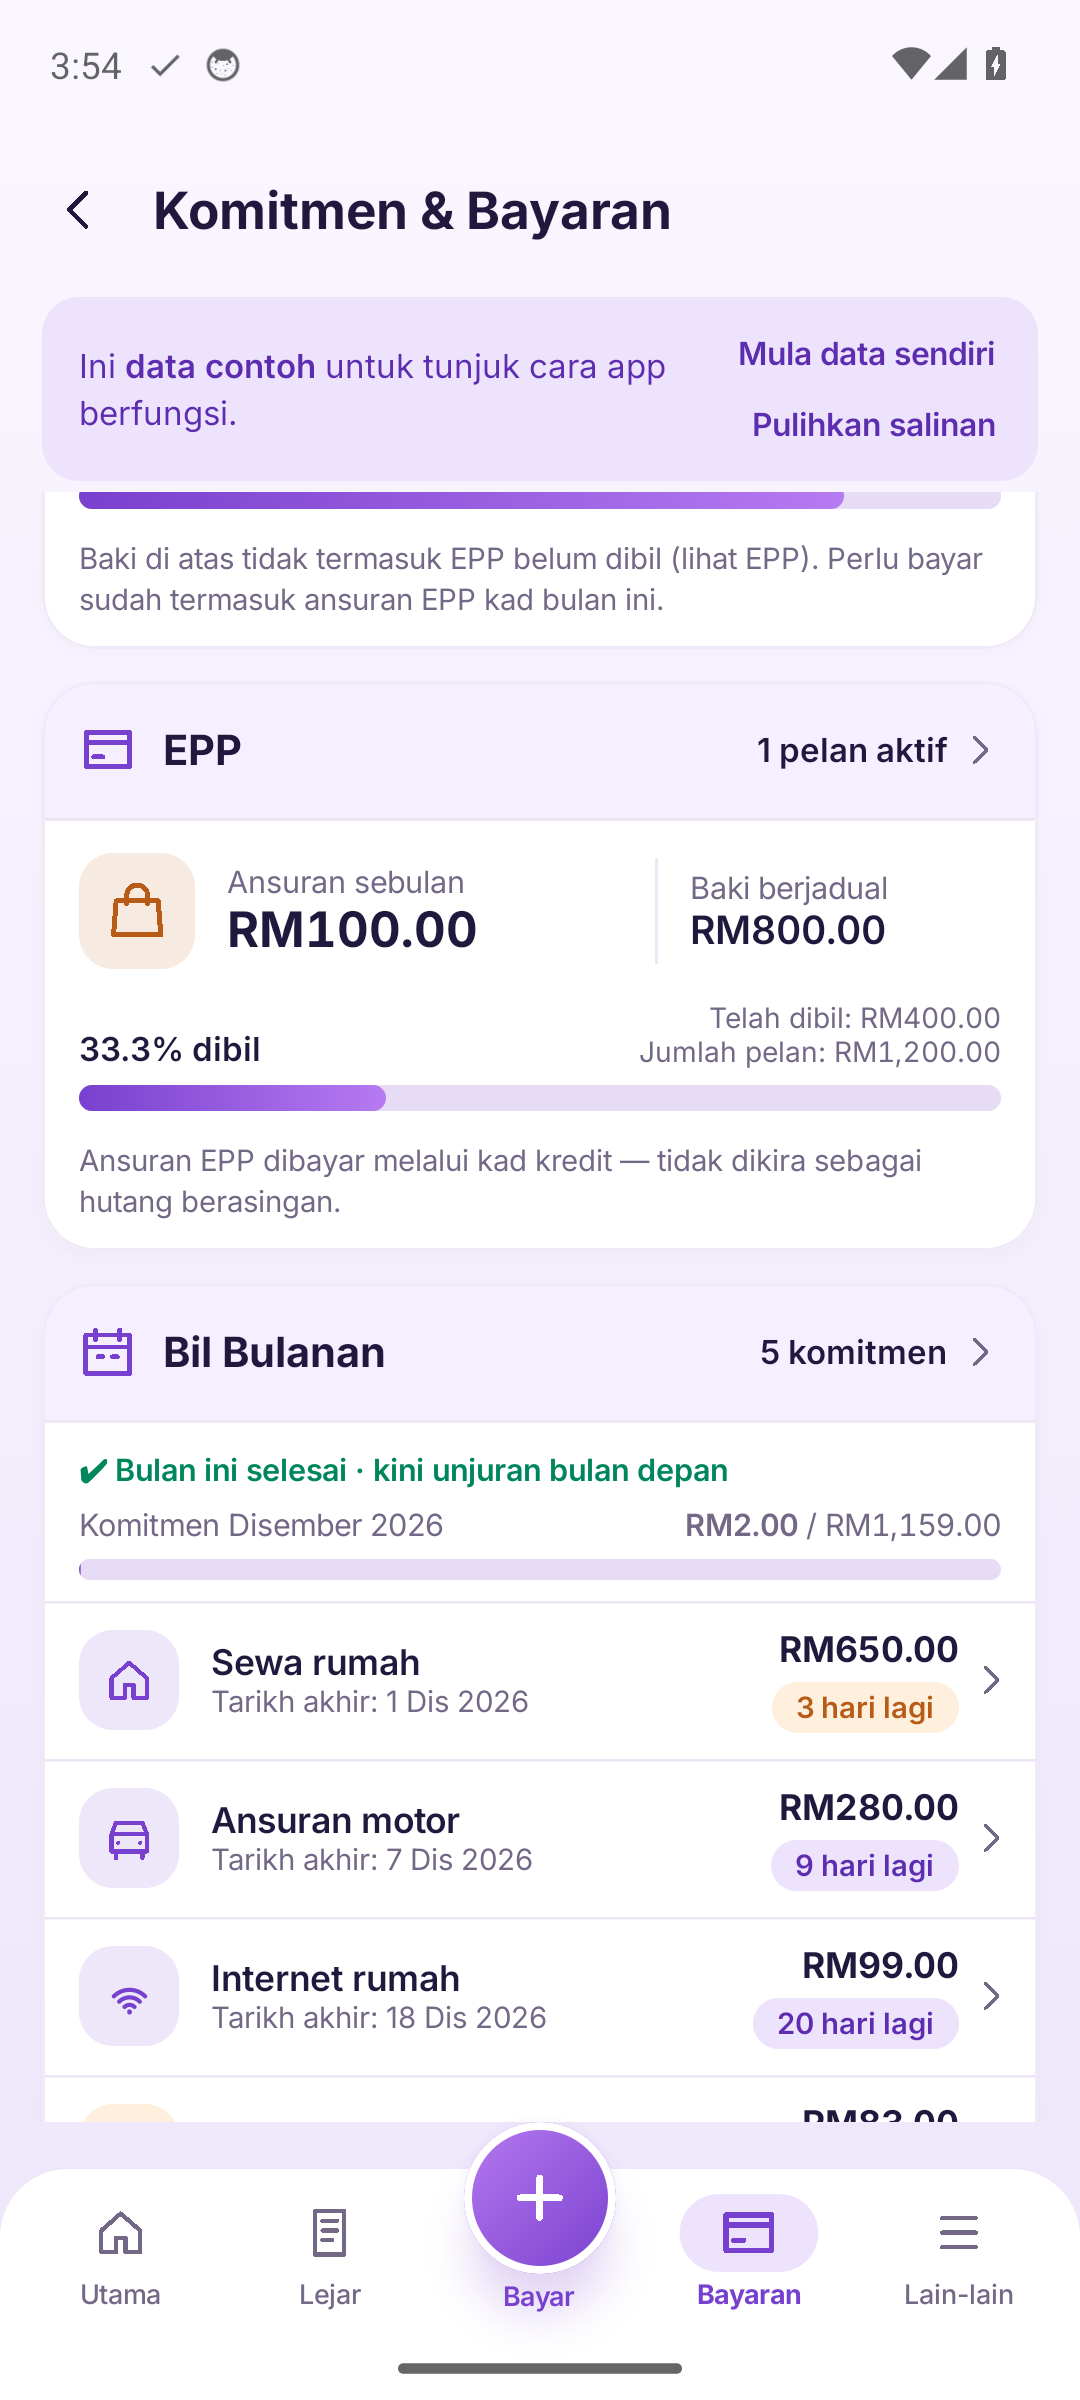 3:54
Komitmen & Bayaran
Ini data contoh untuk tunjuk cara app
berfungsi.
Mula data sendiri
Pulihkan salinan
Baki di atas tidak termasuk EPP belum dibil (lihat EPP). Perlu bayar
sudah termasuk ansuran EPP kad bulan ini.
EPP
1 pelan aktif
Ansuran sebulan
RM100.00
Baki berjadual
RM800.00
33.3% dibil
Telah dibil: RM400.00
Jumlah pelan: RM1,200.00
Ansuran EPP dibayar melalui kad kredit — tidak dikira sebagai
hutang berasingan.
Bil Bulanan
5 komitmen
✔ Bulan ini selesai · kini unjuran bulan depan
Komitmen Disember 2026
RM2.00 / RM1,159.00
Sewa rumah
RM650.00
Tarikh akhir: 1 Dis 2026
3 hari lagi
Ansuran motor
RM280.00
Tarikh akhir: 7 Dis 2026
9 hari lagi
Internet rumah
RM99.00
Tarikh akhir: 18 Dis 2026
20 hari lagi
RM83.00
Utama
Lejar
Bayar
Bayaran
Lain-lain